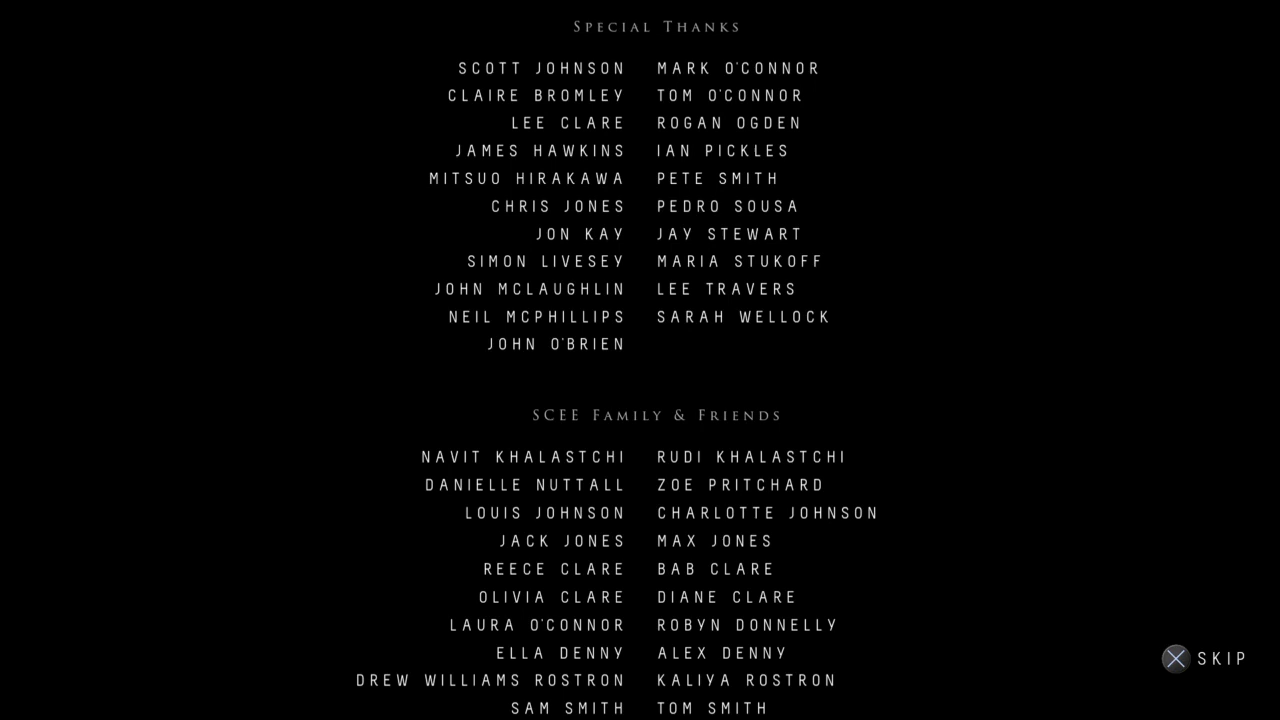 Special Thanks
SCOTT JOHNSON MARK O'CONNOR
CLAIRE BROMLEY TOM O'CONNOR
LEE CLARE ROGAN OGDEN
JAMES HAWKINS IAN PICKLES
MITSUO HIRAKAWA PETE SMITH
CHRIS JONES PEDRO SOUSA
JON KAY JAY STEWART
SIMON LIVESEY MARIA STUKOFF
JOHN MCLAUGHLIN LEE TRAVERS
NEIL MCPHILLIPS SARAH WELLOCK
JOHN O'BRIEN
SCEE Family & Friends
NAVIT KHALASTCHI RUDI KHALASTCHI
DANIELLE NUTTALL ZOE PRITCHARD
LOUIS JOHNSON CHARLOTTE JOHNSON
JACK JONES MAX JONES
REECE CLARE BAB CLARE
OLIVIA CLARE DIANE CLARE
LAURA O'CONNOR ROBYN DONNELLY
ELLA DENNY ALEX DENNY
SKIP
DREW WILLIAMS ROSTRON KALIYA ROSTRON
SAM SMITH TOM SMITH